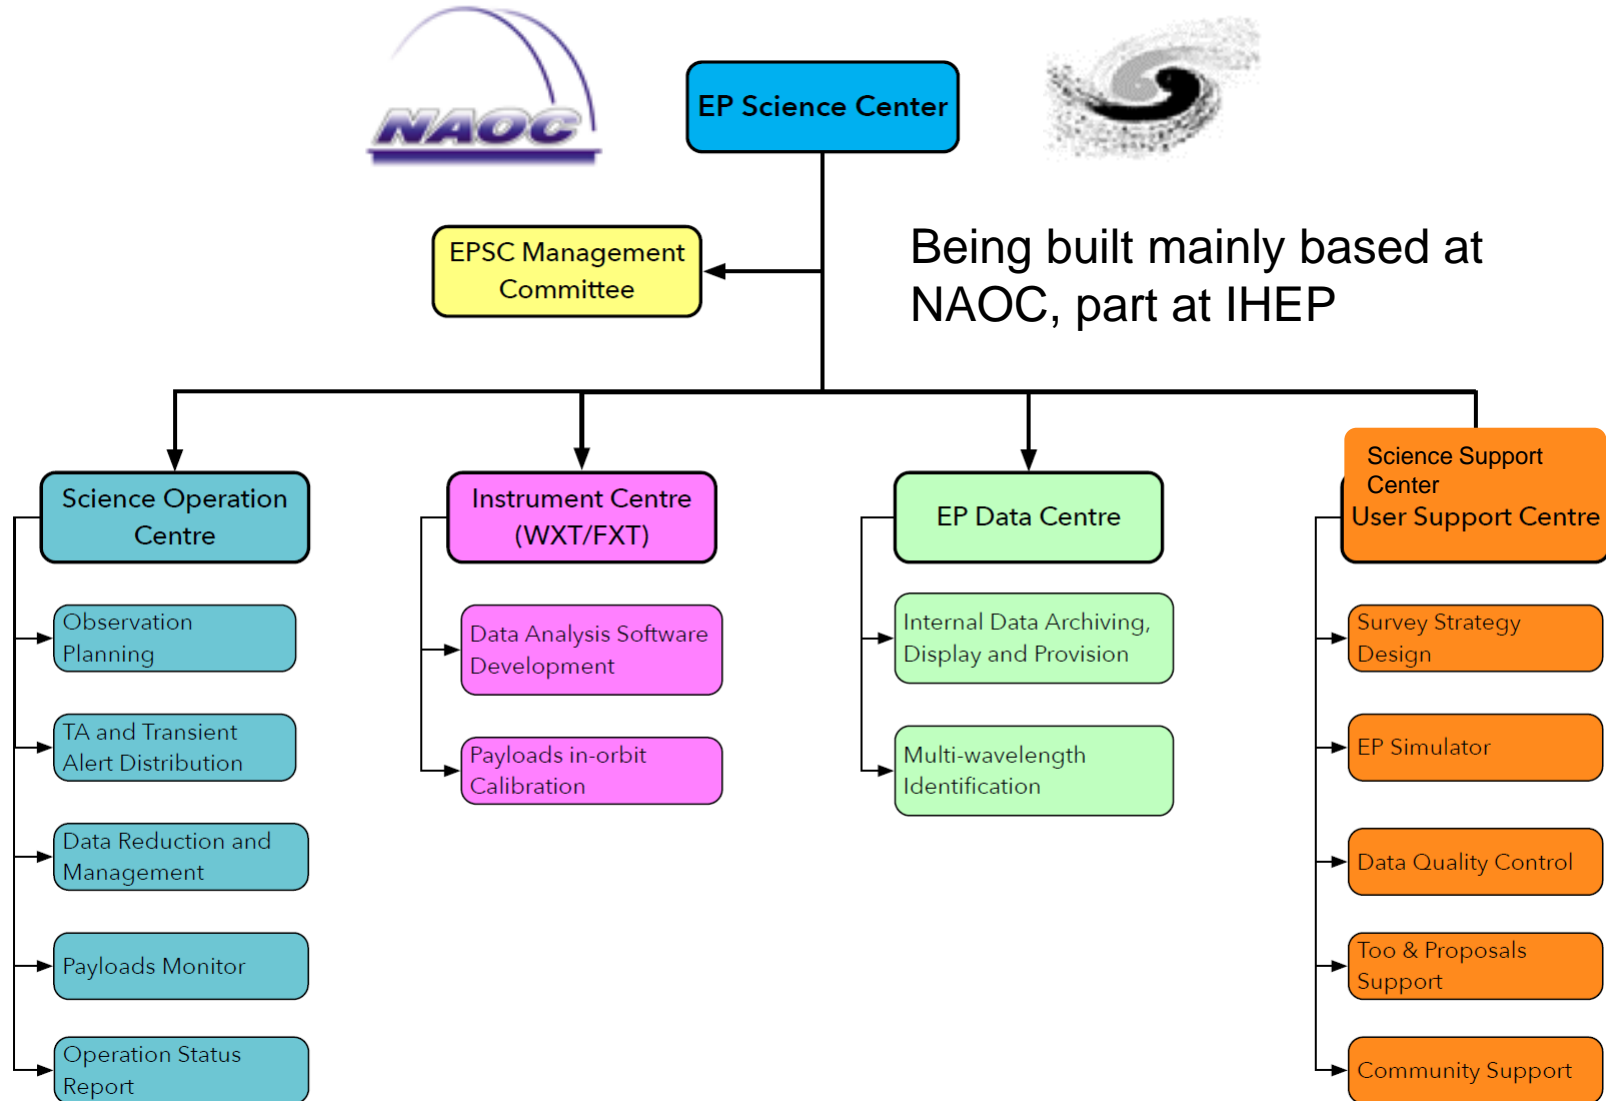 NAOC
EP Science Center
EPSC Management
Committee
Being built mainly based at
NAOC, part at IHEP
Science Operation
Centre
Observation
Planning
TA and Transient
Alert Distribution
Data Reduction and
Management
Payloads Monitor
Operation Status
Report
Instrument Centre
(WXT/FXT)
Data Analysis Software
Development
Payloads in-orbit
Calibration
EP Data Centre
Internal Data Archiving,
Display and Provision
Multi-wavelength
Identification
Science Support
Center
User Support Centre
Survey Strategy
Design
EP Simulator
Data Quality Control
Too & Proposals
Support
Community Support